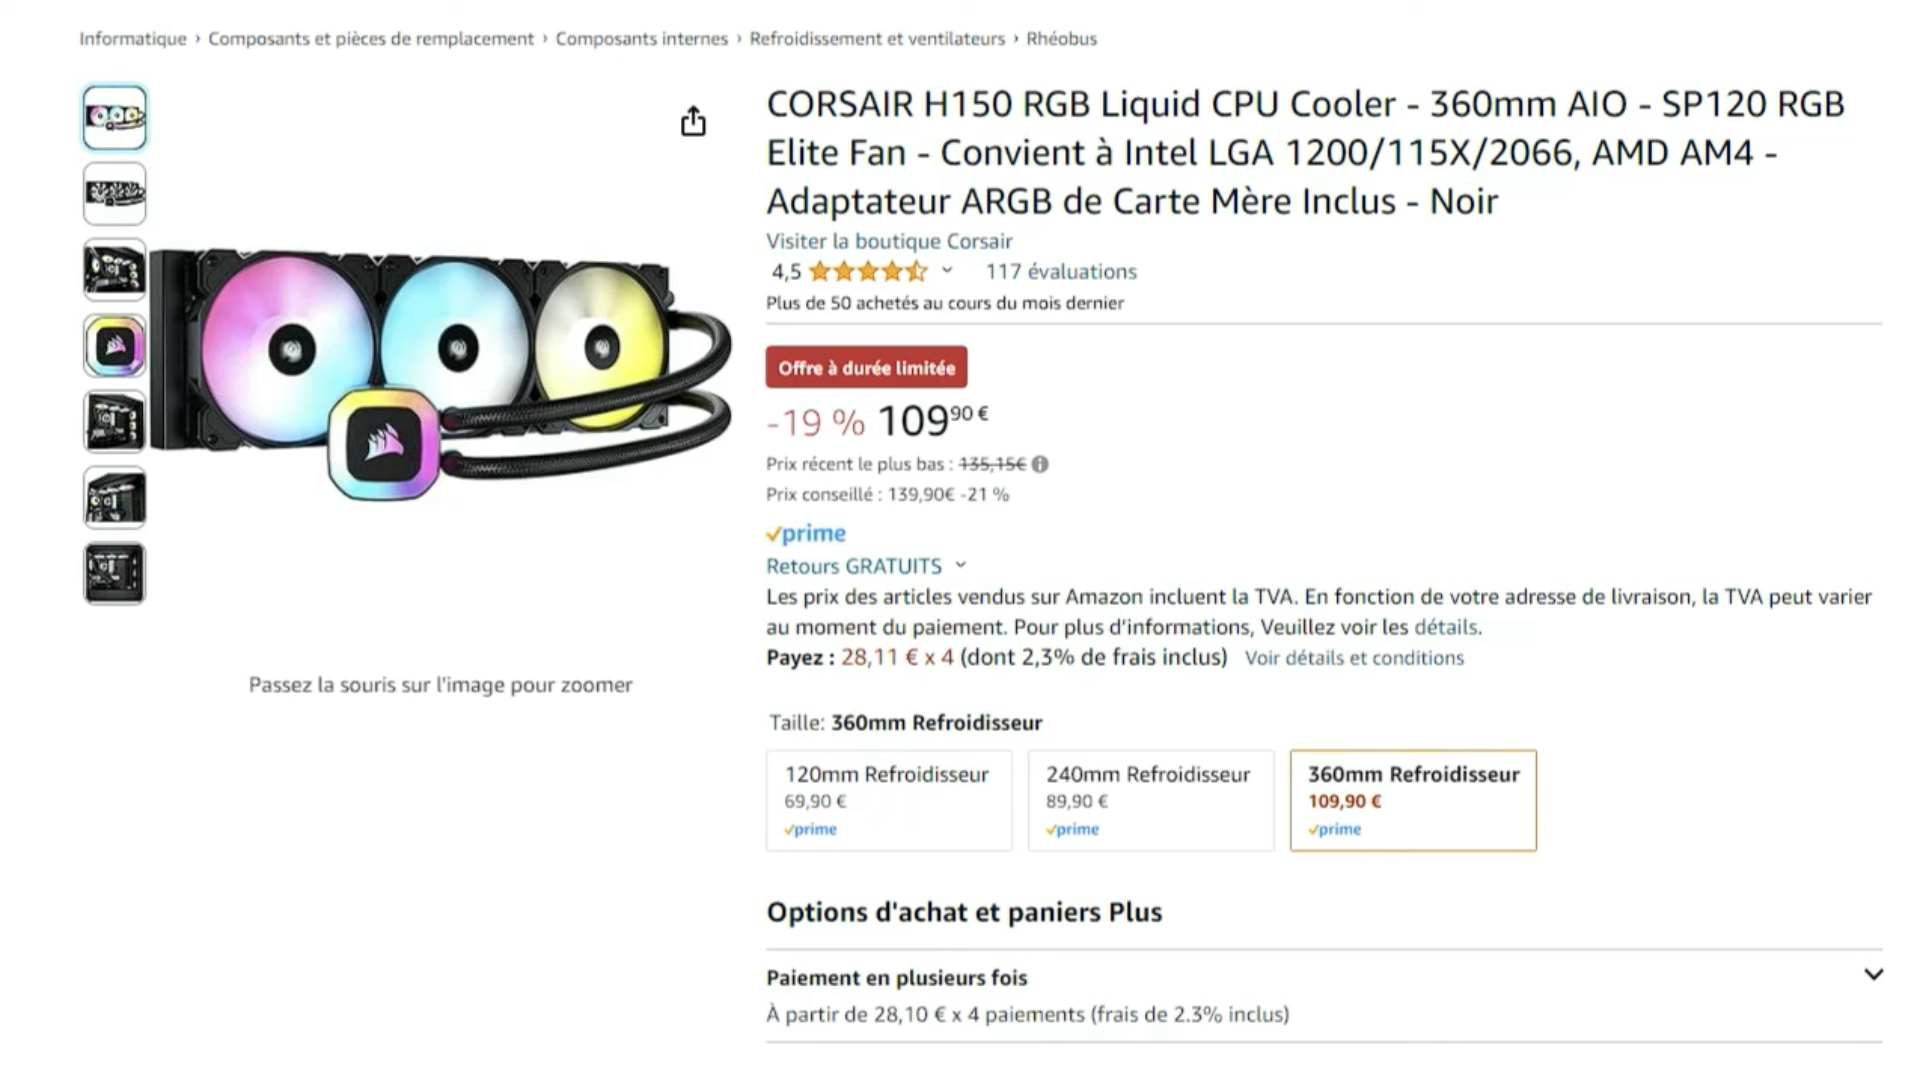 Informatique › Composants et pièces de remplacement › Composants internes › Refroidissement et ventilateurs › Rhéobus
CORSAIR H150 RGB Liquid CPU Cooler - 360mm AIO - SP120 RGB
Elite Fan - Convient à Intel LGA 1200/115X/2066, AMD AM4 -
Adaptateur ARGB de Carte Mère Inclus - Noir
Visiter la boutique Corsair
4,5 117 évaluations
Plus de 50 achetés au cours du mois dernier
Offre à durée limitée
-19 % 109,90 €
Prix récent le plus bas : 135,15€
Prix conseillé : 139,90€ -21 %
prime
Retours GRATUITS
Les prix des articles vendus sur Amazon incluent la TVA. En fonction de votre adresse de livraison, la TVA peut varier
au moment du paiement. Pour plus d'informations, Veuillez voir les détails.
Payez : 28,11 € x 4 (dont 2,3% de frais inclus) Voir détails et conditions
Passez la souris sur l'image pour zoomer
Taille: 360mm Refroidisseur
120mm Refroidisseur
69,90 €
prime
240mm Refroidisseur
89,90 €
prime
360mm Refroidisseur
109,90 €
prime
Options d'achat et paniers Plus
Paiement en plusieurs fois
À partir de 28,10 € x 4 paiements (frais de 2.3% inclus)